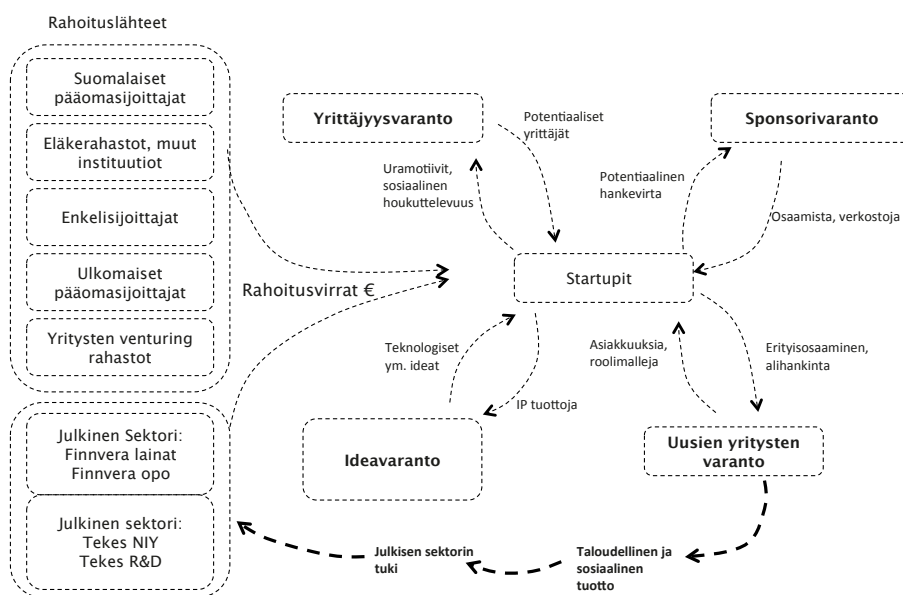 Rahoituslähteet
Suomalaiset
pääomasijoittajat
Eläkerahastot, muut
instituutiot
Enkelisijoittajat
Ulkomaiset
pääomasijoittajat
Yritysten venturing
rahastot
Julkinen Sektori:
Finnvera lainat
Finnvera opo
Julkinen sektori:
Tekes NIY
Tekes R&D
Rahoitusvirrat €
Yrittäjyysvaranto
Potentiaaliset
yrittäjät
Uramotiivit,
sosiaalinen
houkuttelevuus
Sponsorivaranto
Potentiaalinen
hankevirta
Osaamista, verkostoja
Startupit
Teknologiset
ym. ideat
IP tuottoja
Asiakkuuksia,
roolimalleja
Erityisosaaminen,
alihankinta
Ideavaranto
Uusien yritysten
varanto
Julkisen sektorin
tuki
Taloudellinen ja
sosiaalinen
tuotto